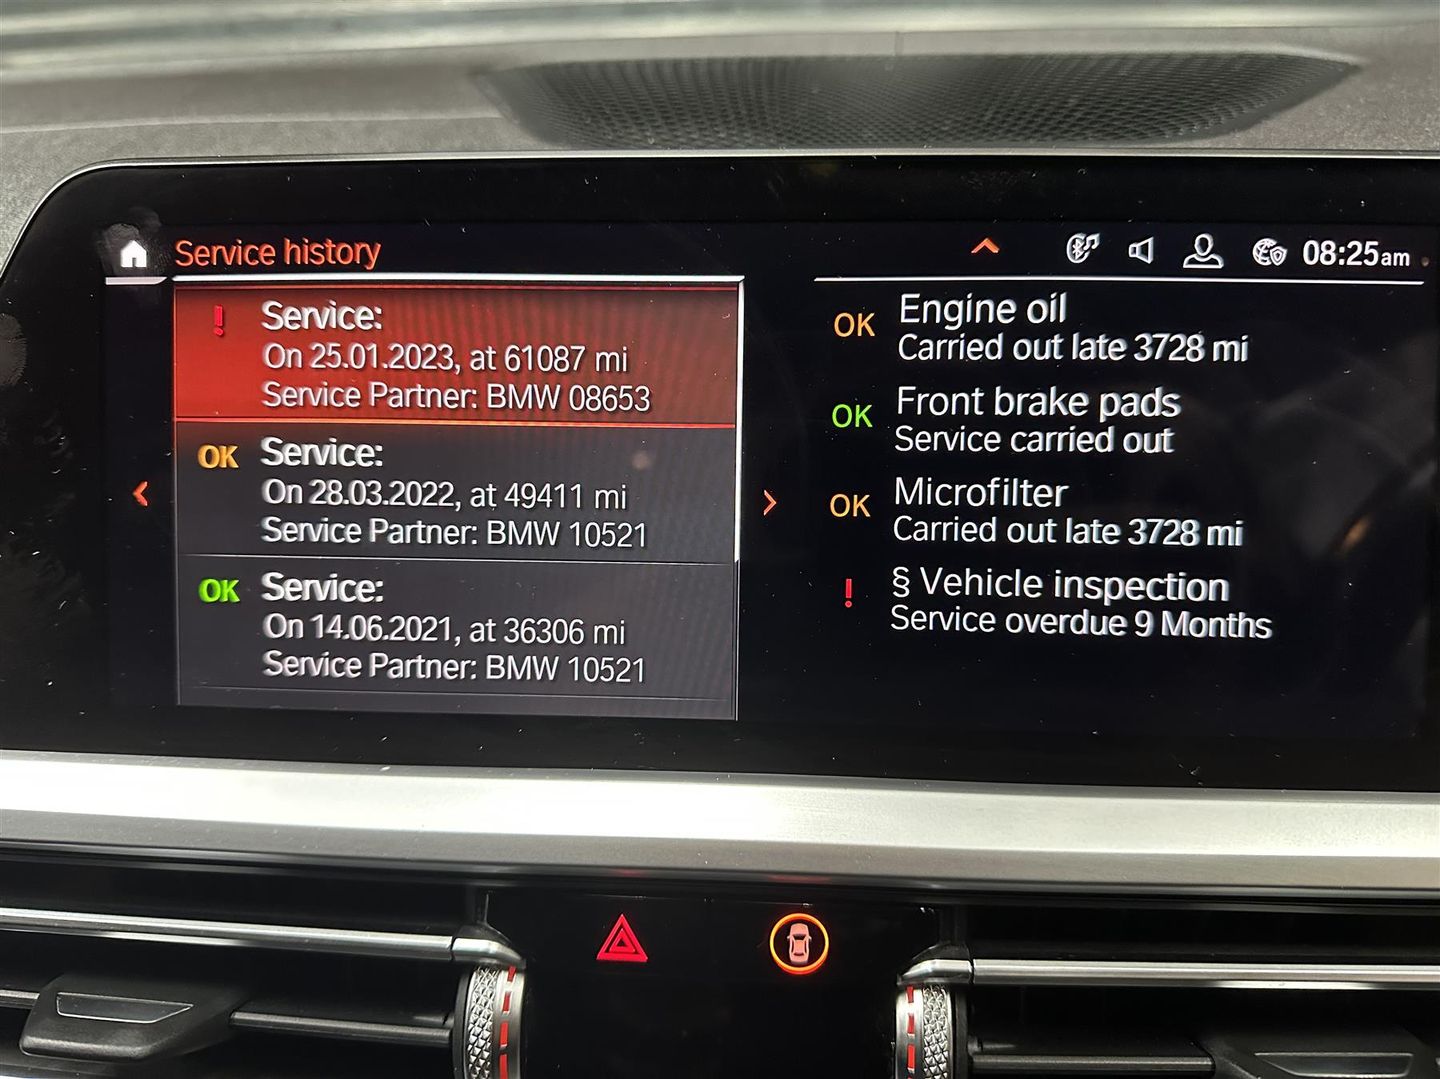 Service history
08:25am
!
Service:
On 25.01.2023, at 61087 mi
Service Partner: BMW 08653
OK
Service:
On 28.03.2022, at 49411 mi
Service Partner: BMW 10521
OK
Service:
On 14.06.2021, at 36306 mi
Service Partner: BMW 10521
OK
Engine oil
Carried out late 3728 mi
OK
Front brake pads
Service carried out
OK
Microfilter
Carried out late 3728 mi
!
§ Vehicle inspection
Service overdue 9 Months